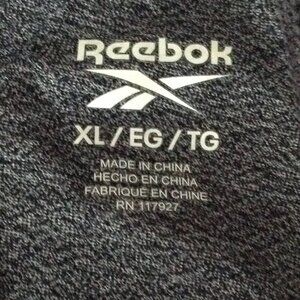 Reebok
XL / EG / TG
MADE IN CHINA
HECHO EN CHINA
FABRIQUÉ EN CHINE
RN 117927